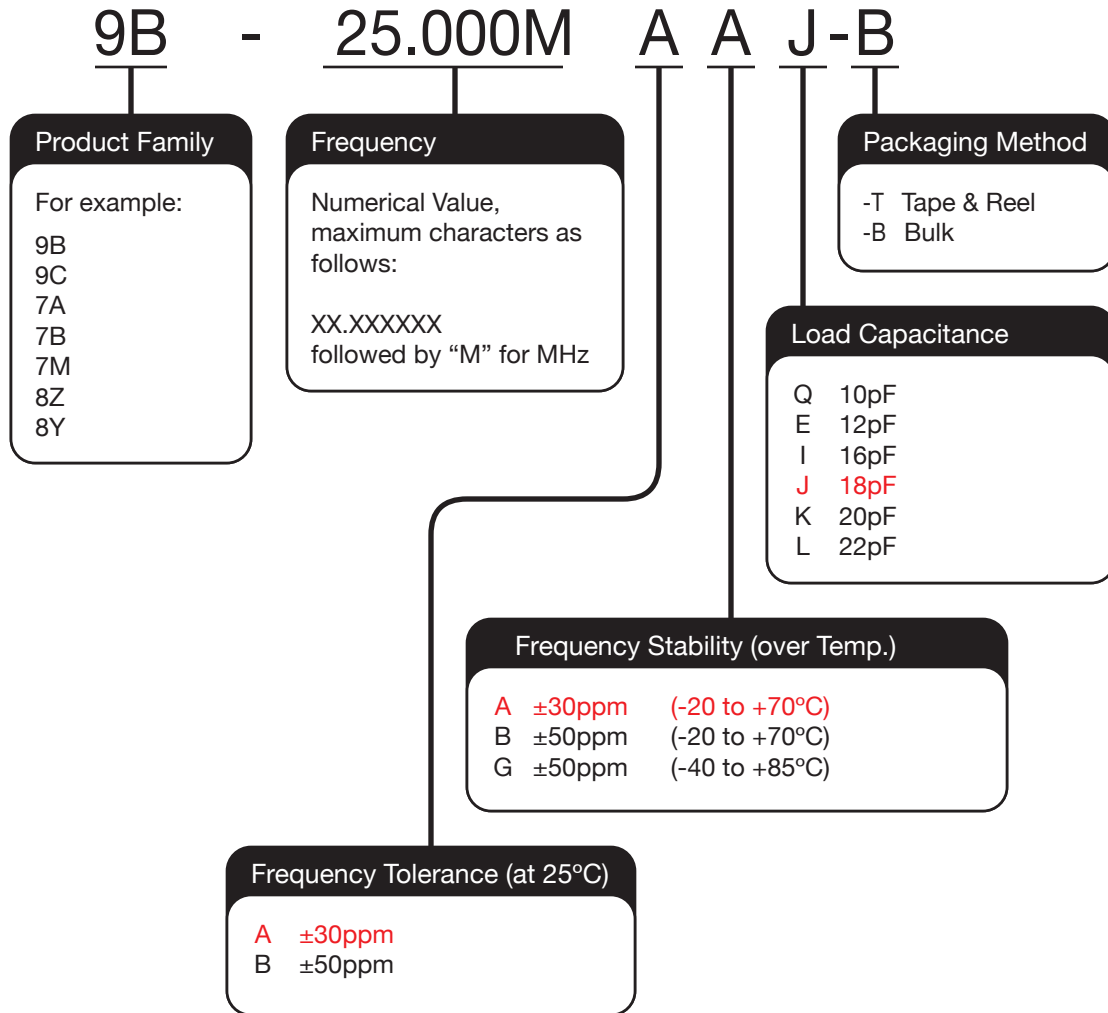 9B - 25.000M A A J-B
Product Family
For example:
9B
9C
7A
7B
7M
8Z
8Y
Frequency
Numerical Value,
maximum characters as
follows:
XX.XXXXXX
followed by “M” for MHz
Packaging Method
-T Tape & Reel
-B Bulk
Load Capacitance
Q 10pF
E 12pF
I 16pF
J 18pF
K 20pF
L 22pF
Frequency Stability (over Temp.)
A ±30ppm (-20 to +70ºC)
B ±50ppm (-20 to +70ºC)
G ±50ppm (-40 to +85ºC)
Frequency Tolerance (at 25ºC)
A ±30ppm
B ±50ppm